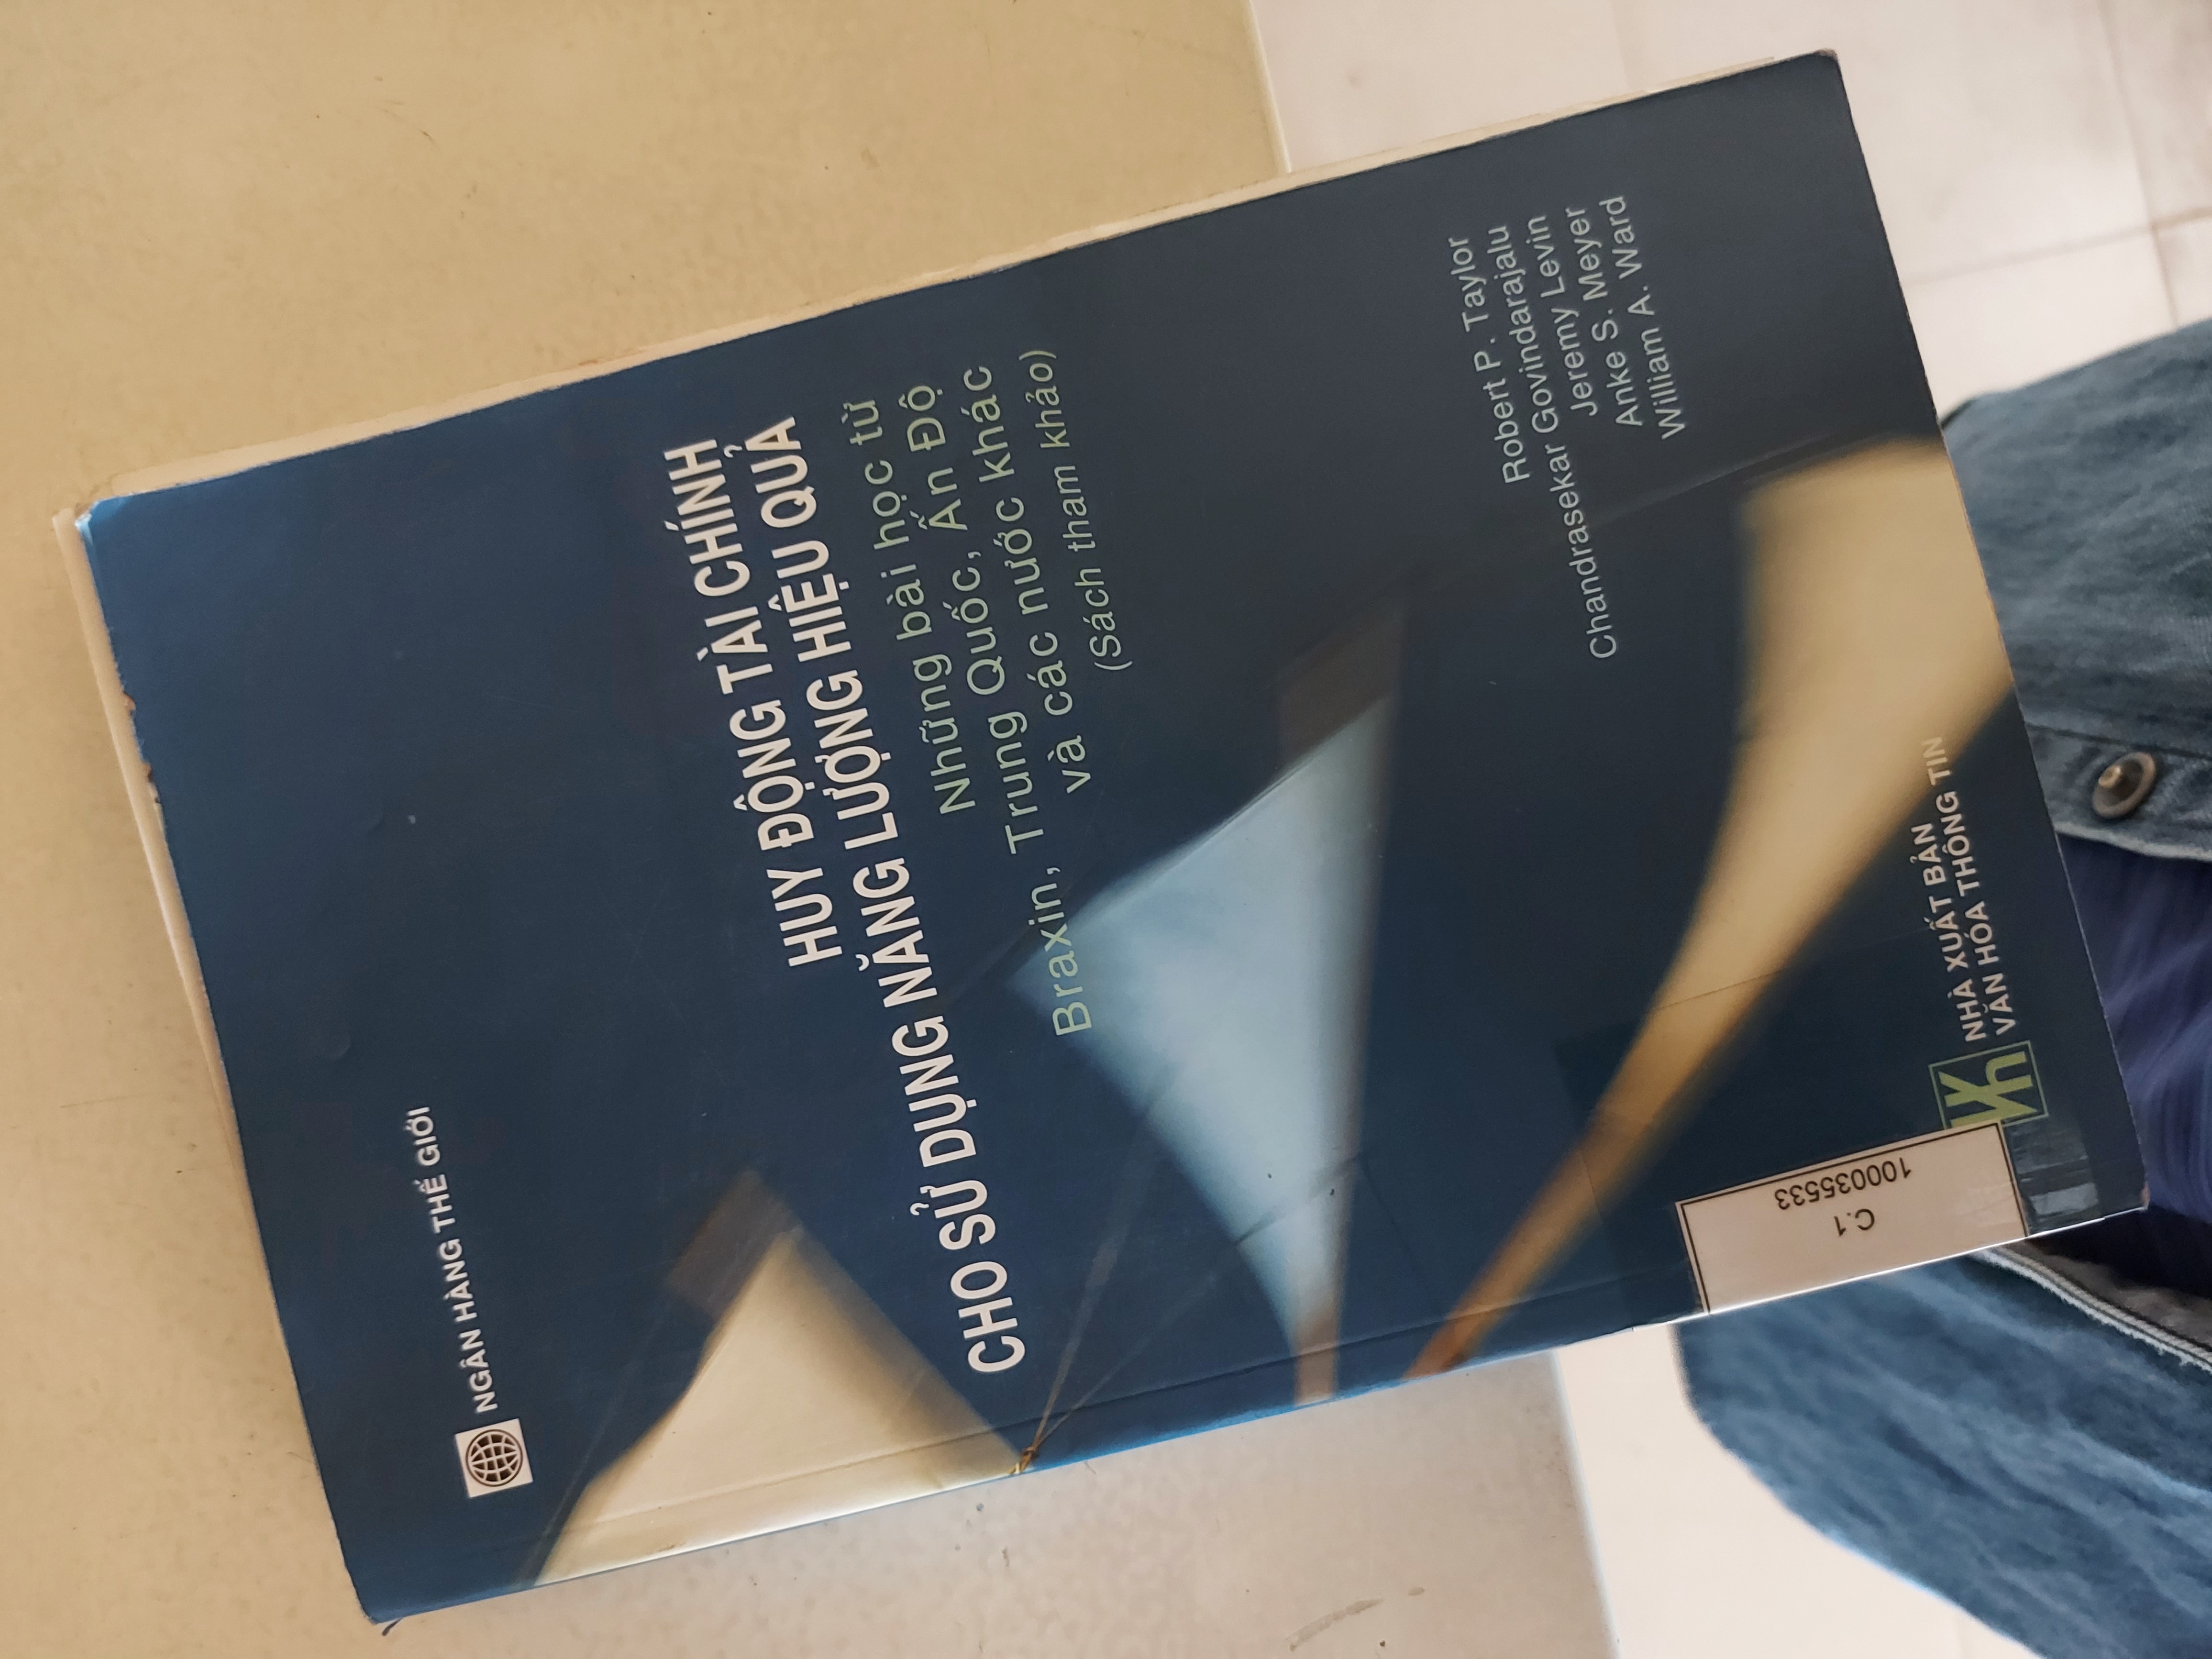 NGÂN HÀNG THẾ GIỚI
HUY ĐỘNG TÀI CHÍNH
CHO SỬ DỤNG NĂNG LƯỢNG HIỆU QUẢ
Những bài học từ
Braxin, Trung Quốc, Ấn Độ
và các nước khác
(Sách tham khảo)
Robert P. Taylor
Chandrasekar Govindarajalu
Jeremy Levin
Anke S. Meyer
William A. Ward
C.1
100035533
NHÀ XUẤT BẢN
VĂN HÓA THÔNG TIN